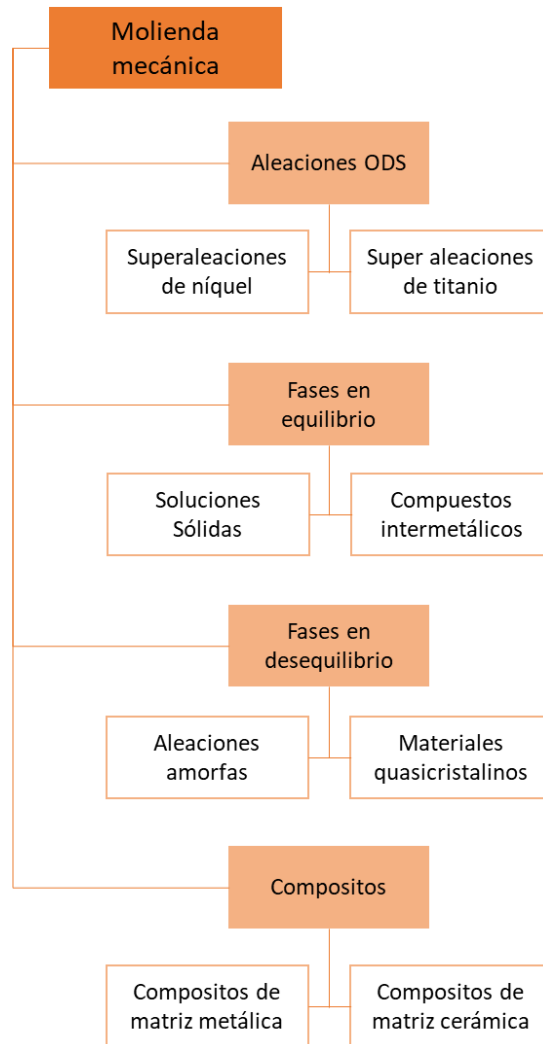 Molienda
mecánica
Aleaciones ODS
Superaleaciones
de níquel
Super aleaciones
de titanio
Fases en
equilibrio
Soluciones
Sólidas
Compuestos
intermetálicos
Fases en
desequilibrio
Aleaciones
amorfas
Materiales
quasicristalinos
Compositos
Compositos de
matriz metálica
Compositos de
matriz cerámica